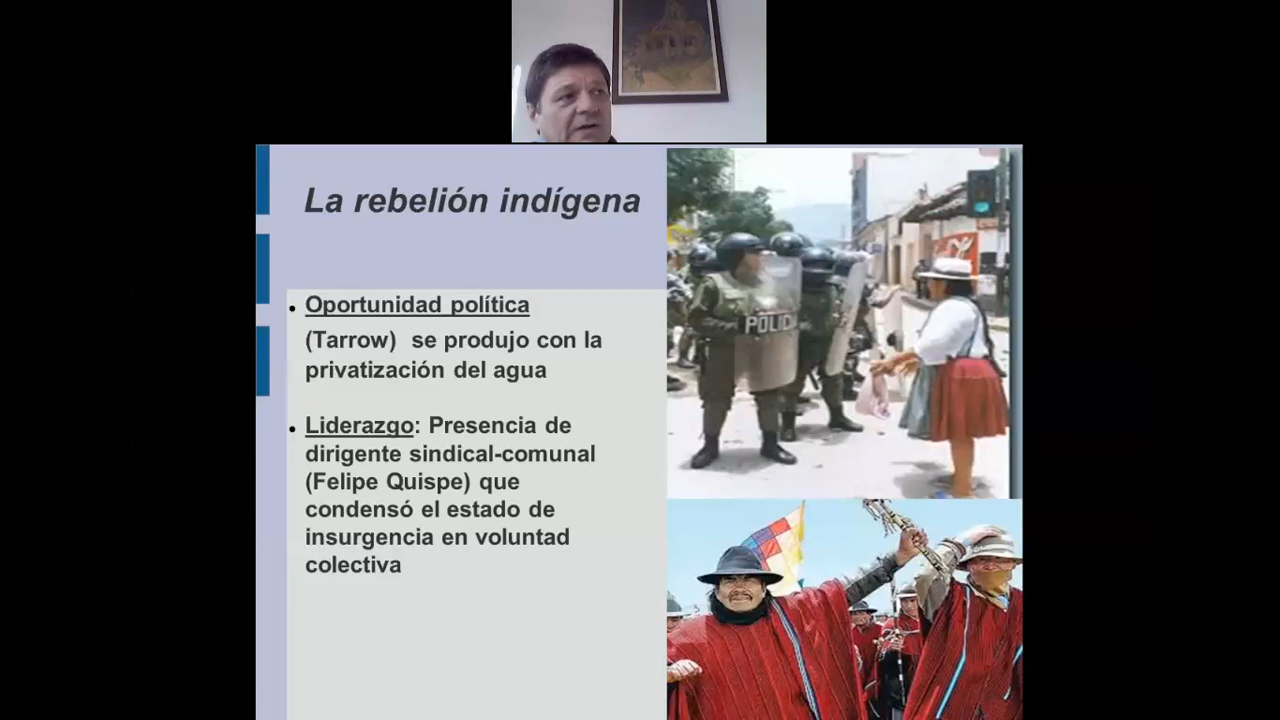 La rebelión indígena
Oportunidad política
(Tarrow) se produjo con la
privatización del agua
Liderazgo: Presencia de
dirigente sindical-comunal
(Felipe Quispe) que
condensó el estado de
insurgencia en voluntad
colectiva
POLICIA